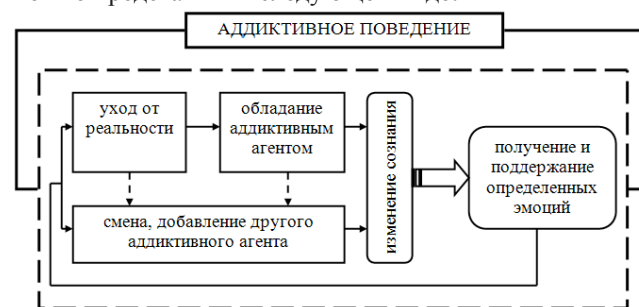 АДДИКТИВНОЕ ПОВЕДЕНИЕ
уход от
реальности
обладание
аддиктивным
агентом
смена, добавление другого
аддиктивного агента
изменение сознания
получение и
поддержание
определенных
эмоций